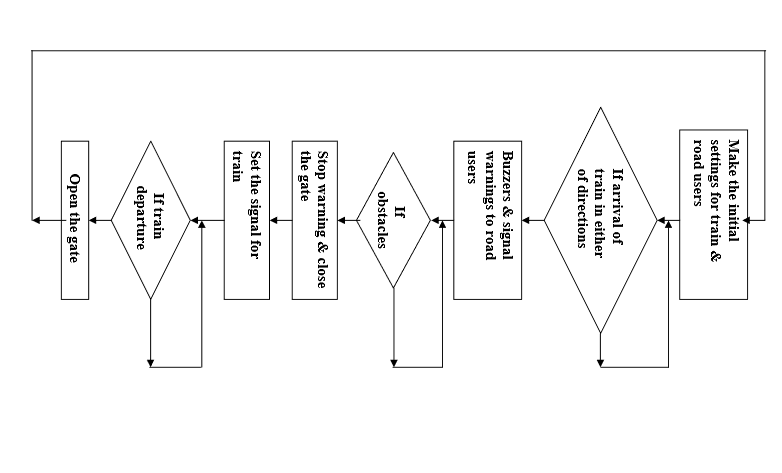 Make the initial
settings for train &
road users
If arrival of
train in either
of directions
Buzzers & signal
warnings to road
users
If
obstacles
Stop warning & close
the gate
Set the signal for
train
If train
departure
Open the gate